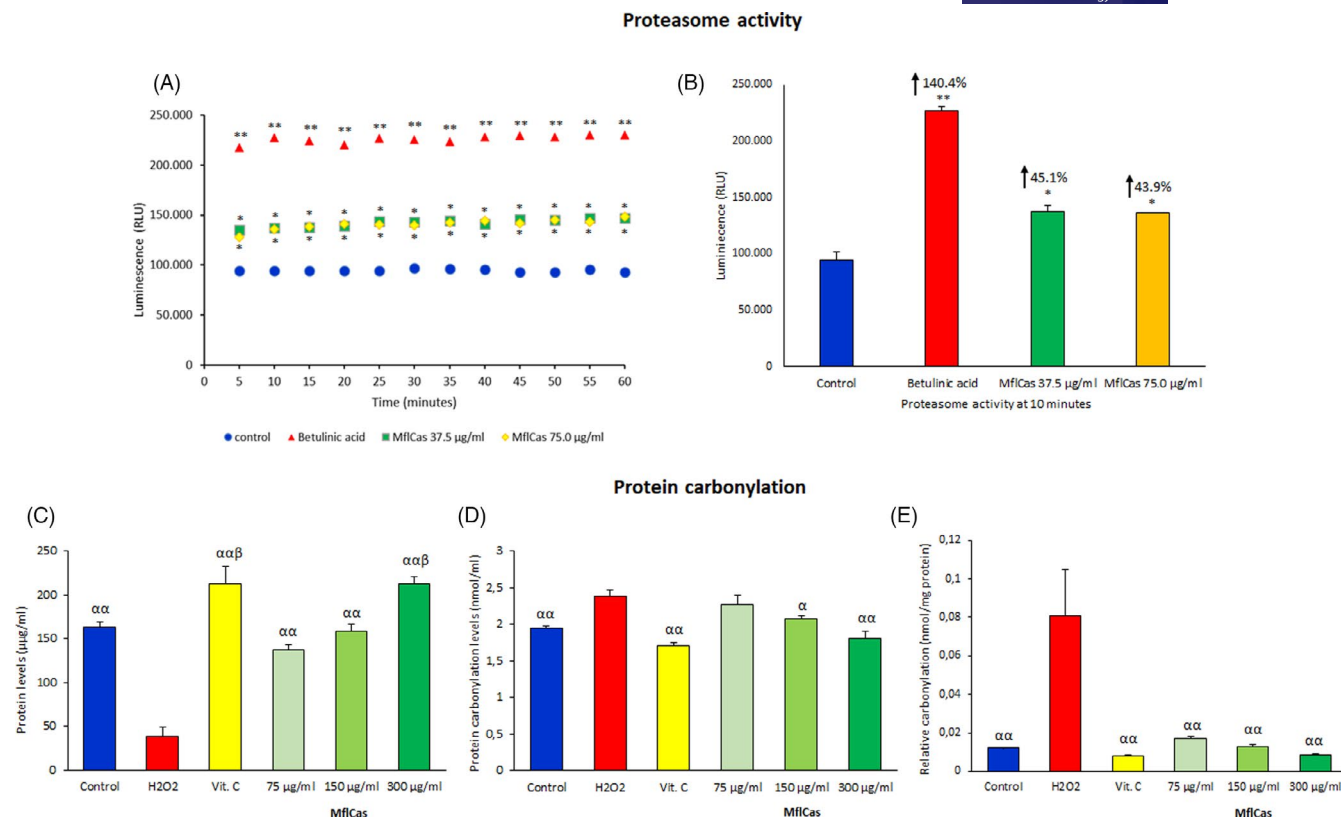 Proteasome activity
(A)
250.000
200.000
150.000
100.000
50.000
0
Luminescence (RLU)
** ** ** ** ** ** ** ** ** ** ** **
* * * * * * * * * * * *
* * * * * * * * * * * *
0 5 10 15 20 25 30 35 40 45 50 55 60
Time (minutes)
control Betulinic acid MflCas 37.5 µg/ml MflCas 75.0 µg/ml
(B)
250.000
200.000
150.000
100.000
50.000
0
Luminiecence (RLU)
140.4%
**
45.1%
*
43.9%
*
Control Betulinic acid MflCas 37.5 µg/ml MflCas 75.0 µg/ml
Proteasome activity at 10 minutes
Protein carbonylation
(C)
250
200
150
100
50
0
Protein levels (µµg/ml)
αα ααβ αα αα ααβ
Control H2O2 Vit. C 75 µg/ml 150 µg/ml 300 µg/ml
MflCas
(D)
3
2,5
2
1,5
1
0,5
0
Protein carbonylation levels (nmol/ml)
αα αα α αα
Control H2O2 Vit. C 75 µg/ml 150 µg/ml 300 µg/ml
MflCas
(E)
0,12
0,1
0,08
0,06
0,04
0,02
0
Relative carbonylation (nmol/mg protein)
αα αα αα αα αα
Control H2O2 Vit. C 75 µg/ml 150 µg/ml 300 µg/ml
MflCas